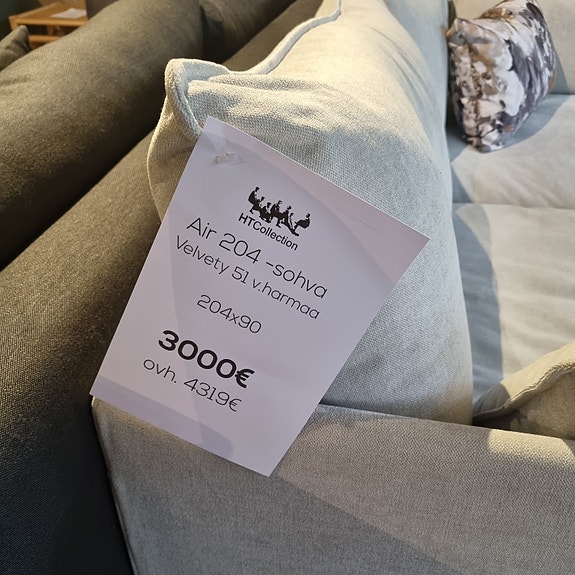 HTCollection
Air 204 -sohva
Velvety 51 v.harmaa
204x90
3000€
ovh. 4319€